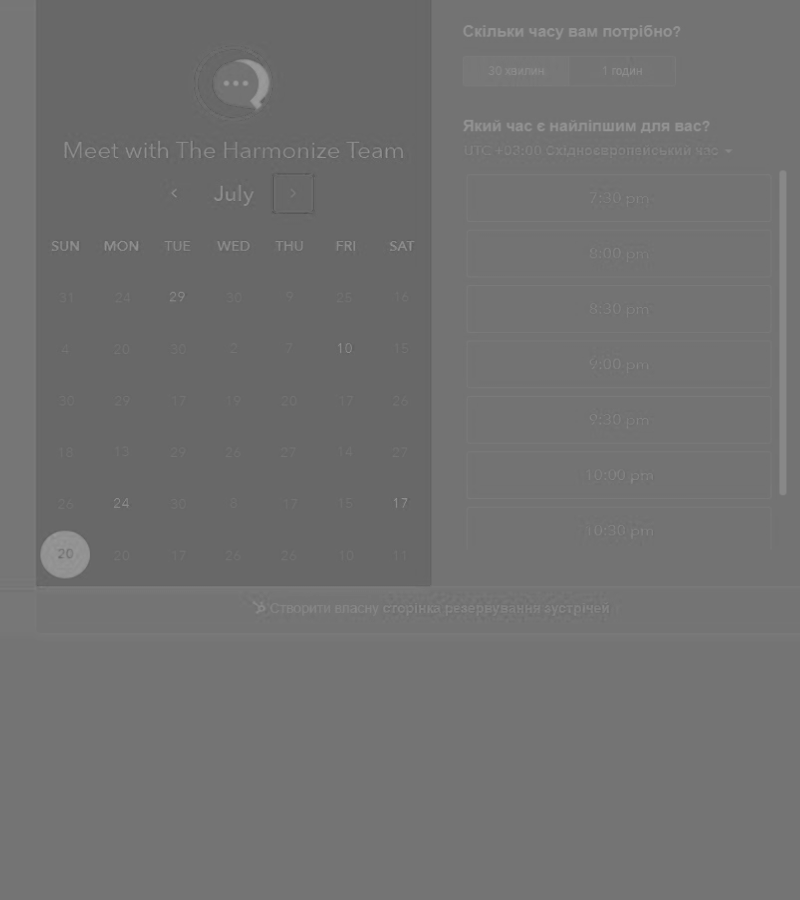 Meet with The Harmonize Team
July
SUN MON TUE WED THU FRI SAT
31 24 29 30 9 25 16
4 20 30 2 7 10 15
30 29 17 19 20 17 26
18 13 29 26 27 14 27
26 24 30 8 17 15 17
20 20 17 26 26 10 11
Скільки часу вам потрібно?
30 хвилин 1 годин
Який час є найліпшим для вас?
UTC +03:00 Східноєвропейський час
7:30 pm
8:00 pm
8:30 pm
9:00 pm
9:30 pm
10:00 pm
10:30 pm
Створити власну сторінка резервування зустрічей